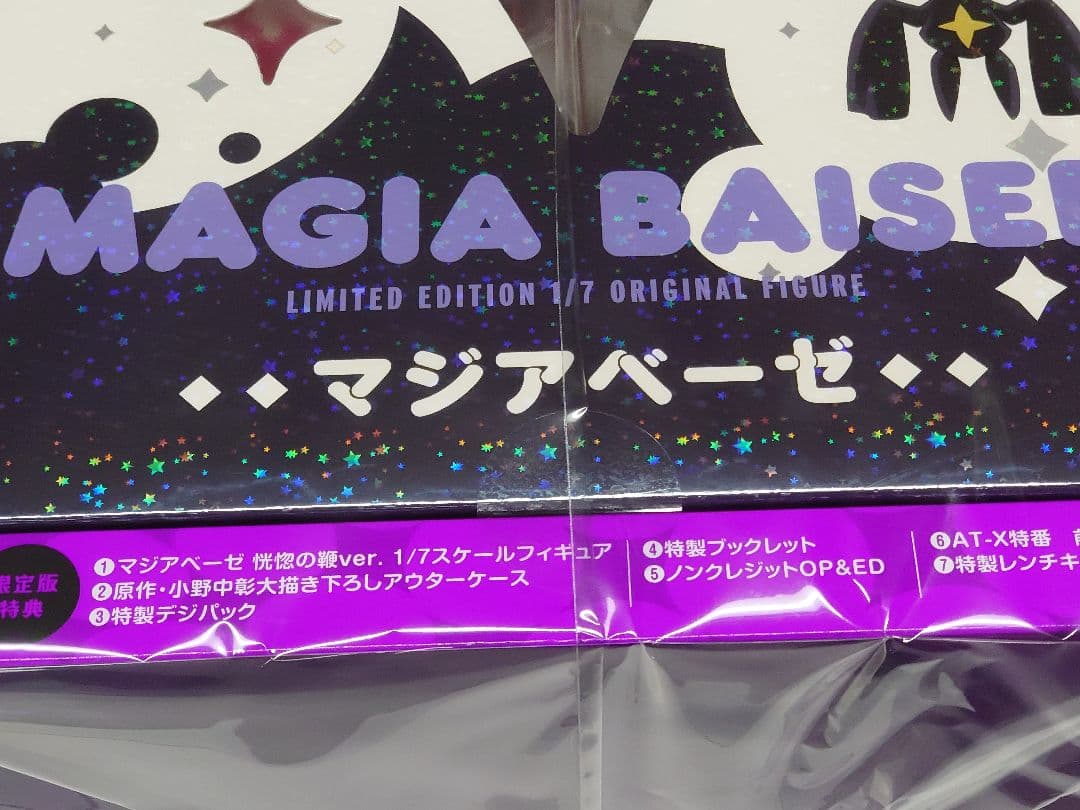 MAGIA BAISE
LIMITED EDITION 1/7 ORIGINAL FIGURE
マジアベーゼ
限定版
特典
❶マジアベーゼ 恍惚の鞭ver. 1/7スケールフィギュア
❷原作・小野中彰大描き下ろしアウターケース
❸特製デジパック
❹特製ブックレット
❺ノンクレジットOP&ED
❻AT-X特番
❼特製レンチキ